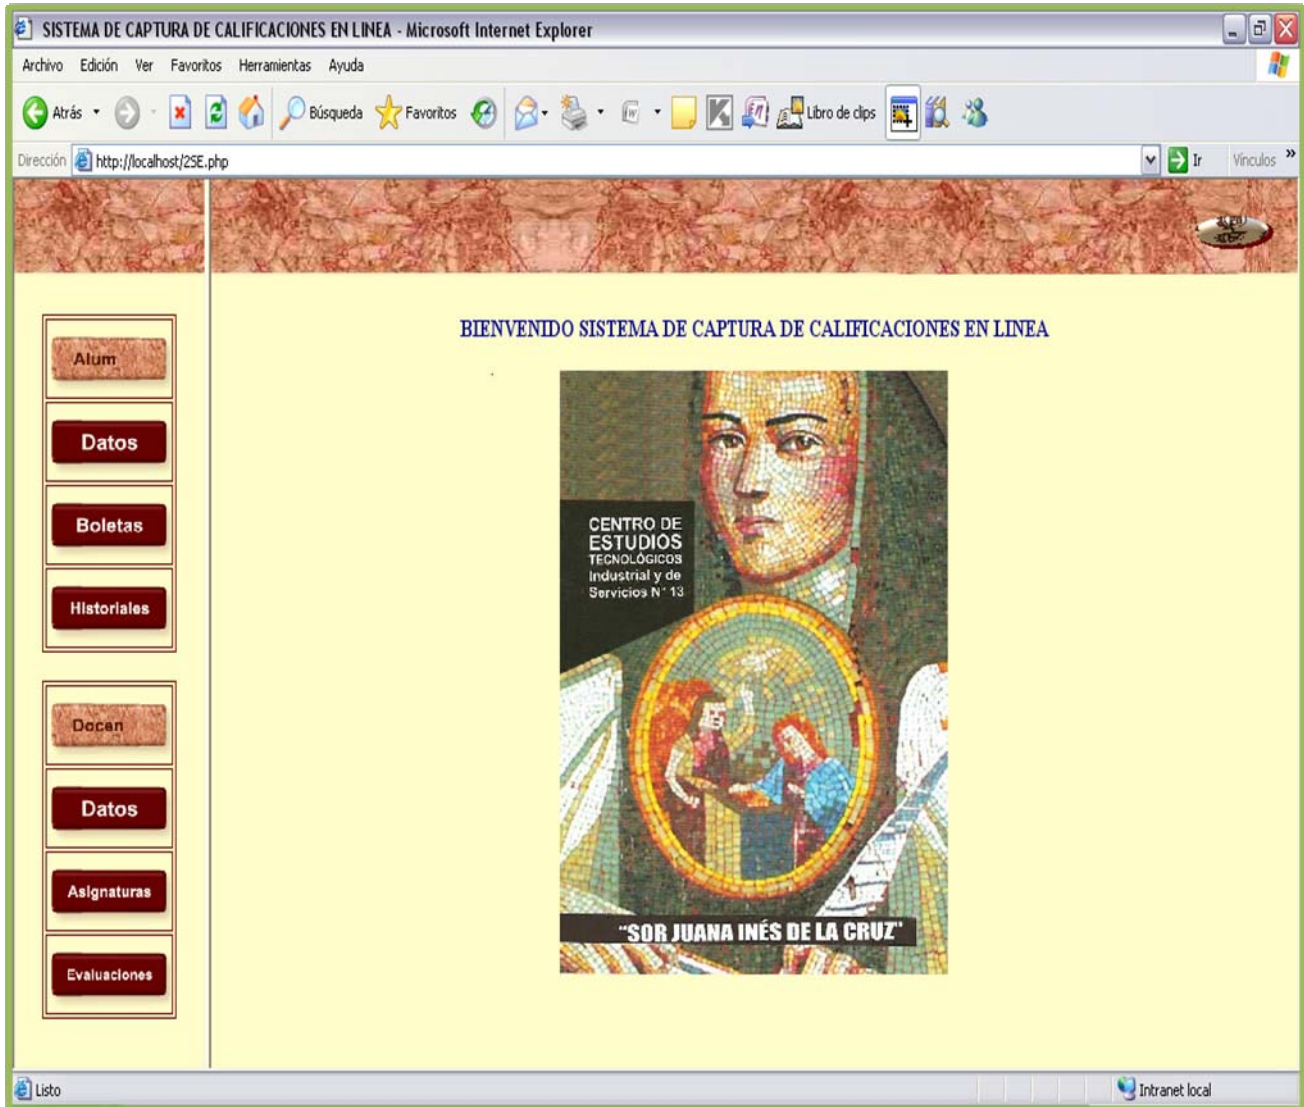 SISTEMA DE CAPTURA DE CALIFICACIONES EN LINEA - Microsoft Internet Explorer
Archivo Edición Ver Favoritos Herramientas Ayuda
Atrás Búsqueda Favoritos Libro de clips
Dirección http://localhost/2SE.php Ir Vínculos »
BIENVENIDO SISTEMA DE CAPTURA DE CALIFICACIONES EN LINEA
Alum
Datos
Boletas
Historiales
Docen
Datos
Asignaturas
Evaluaciones
CENTRO DE
ESTUDIOS
TECNOLÓGICOS
Industrial y de
Servicios N° 13
"SOR JUANA INÉS DE LA CRUZ"
Listo Intranet local